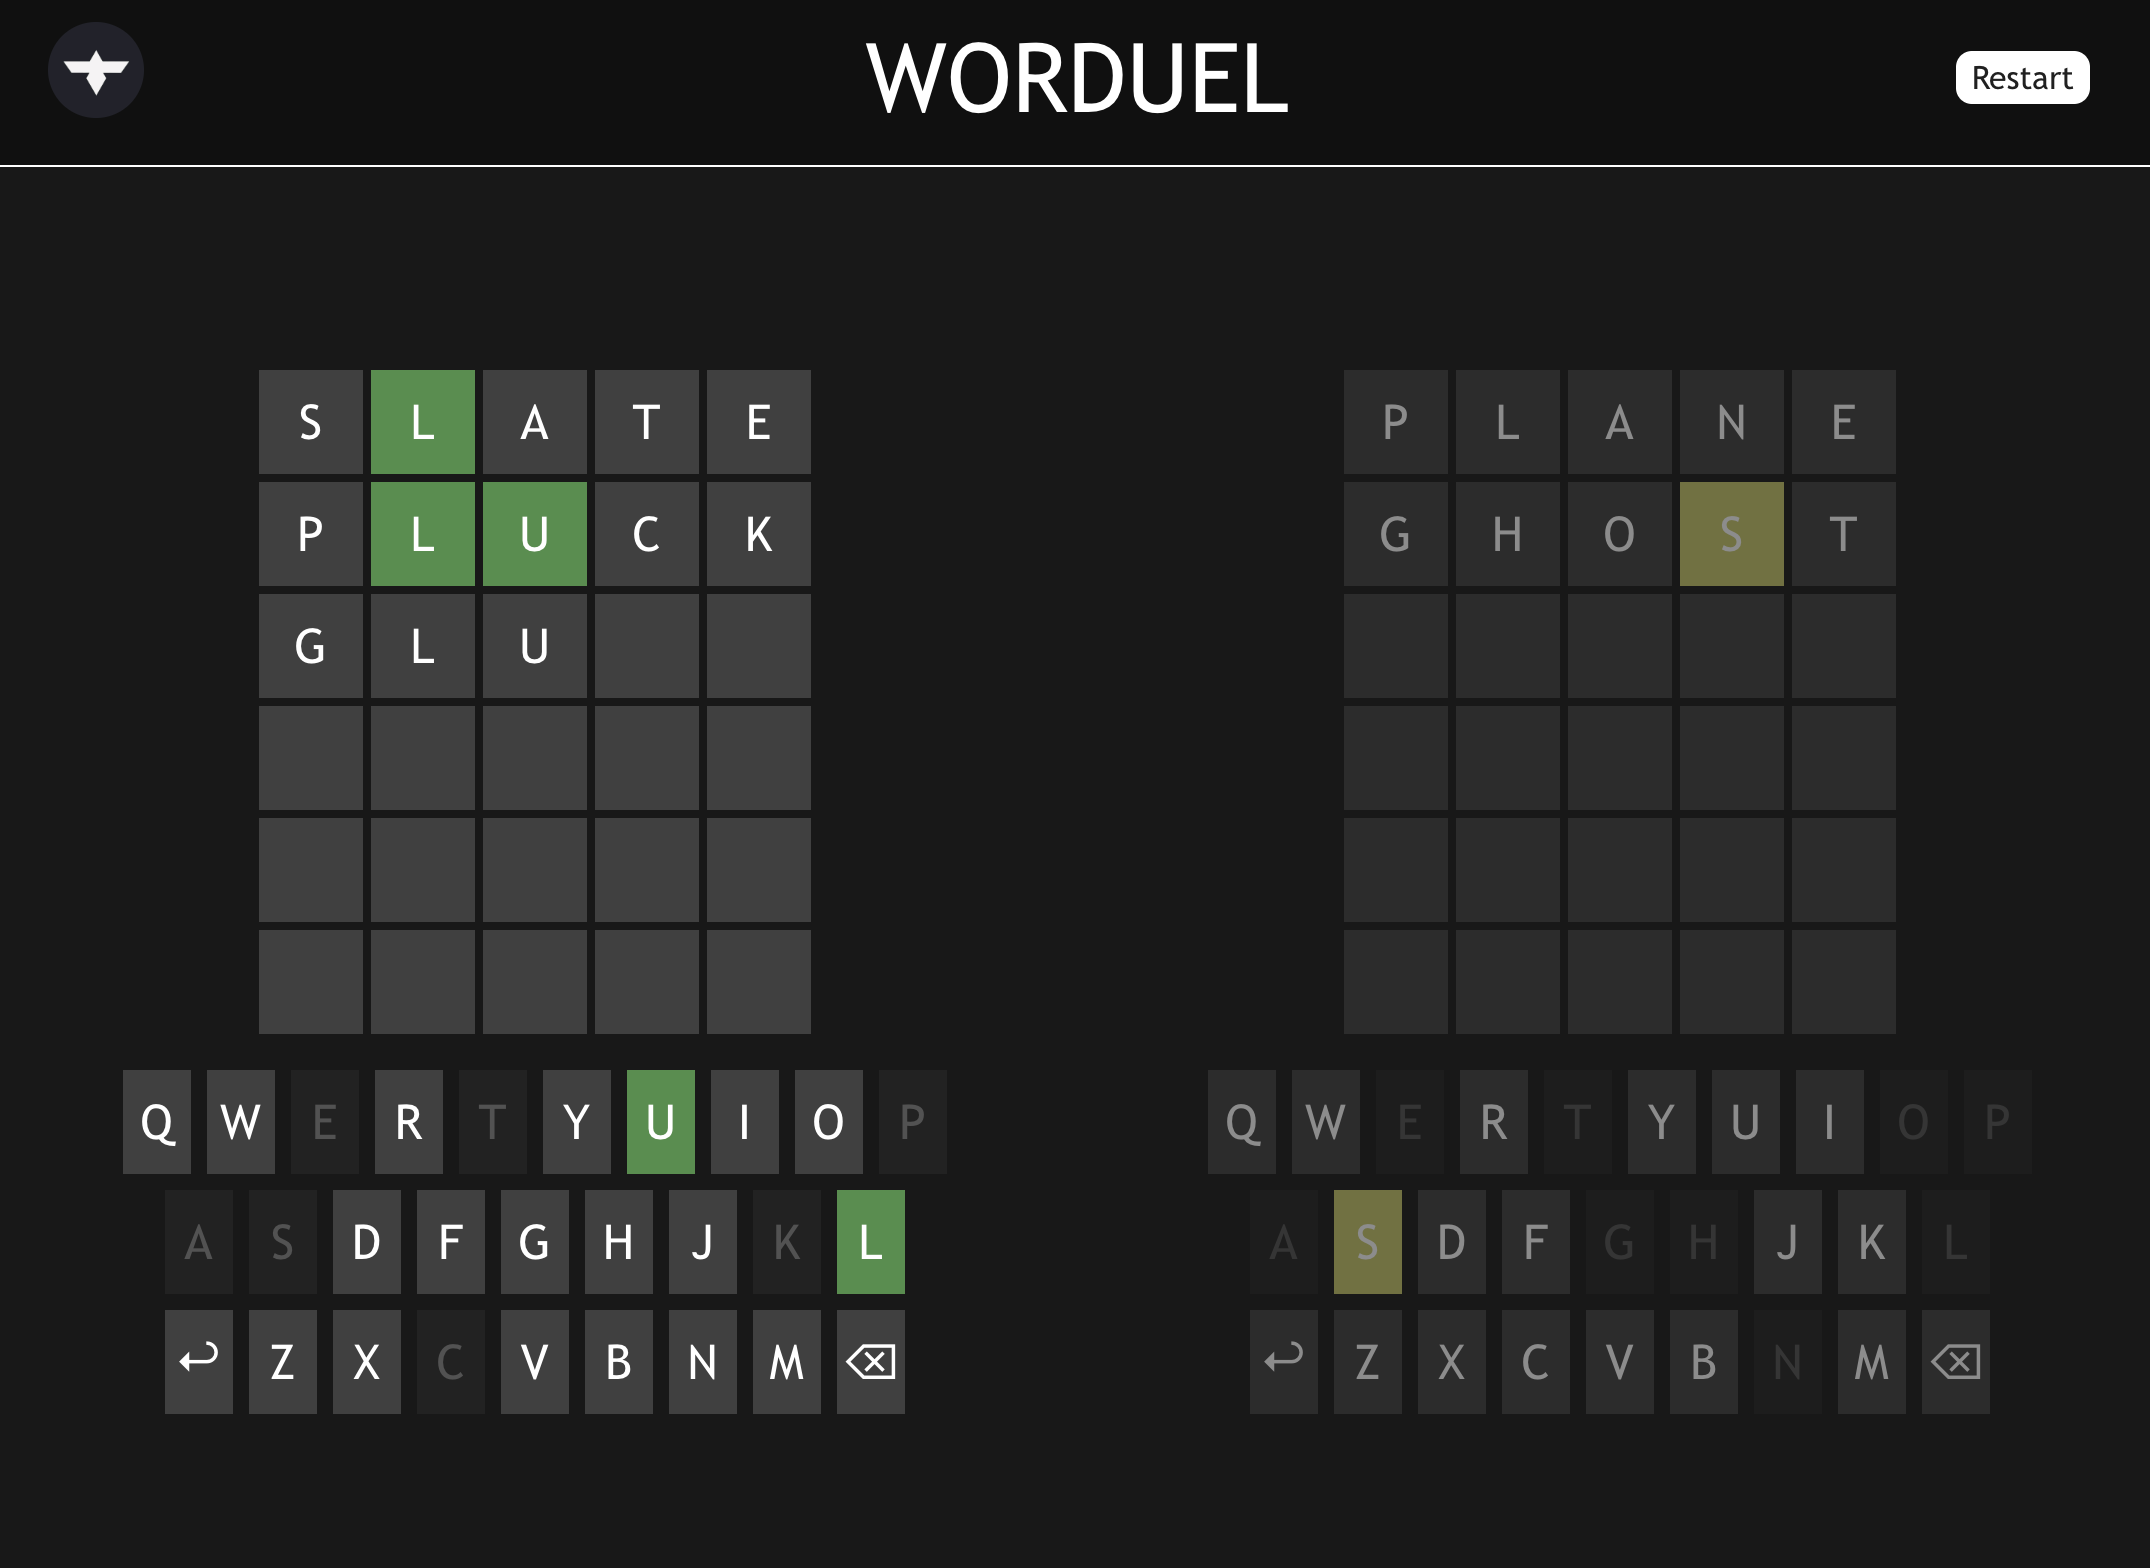 WORDUEL
Restart
S L A T E
P L U C K
G L U
Q W E R T Y U I O P
A S D F G H J K L
Z X C V B N M
P L A N E
G H O S T
Q W E R T Y U I O P
A S D F G H J K L
Z X C V B N M